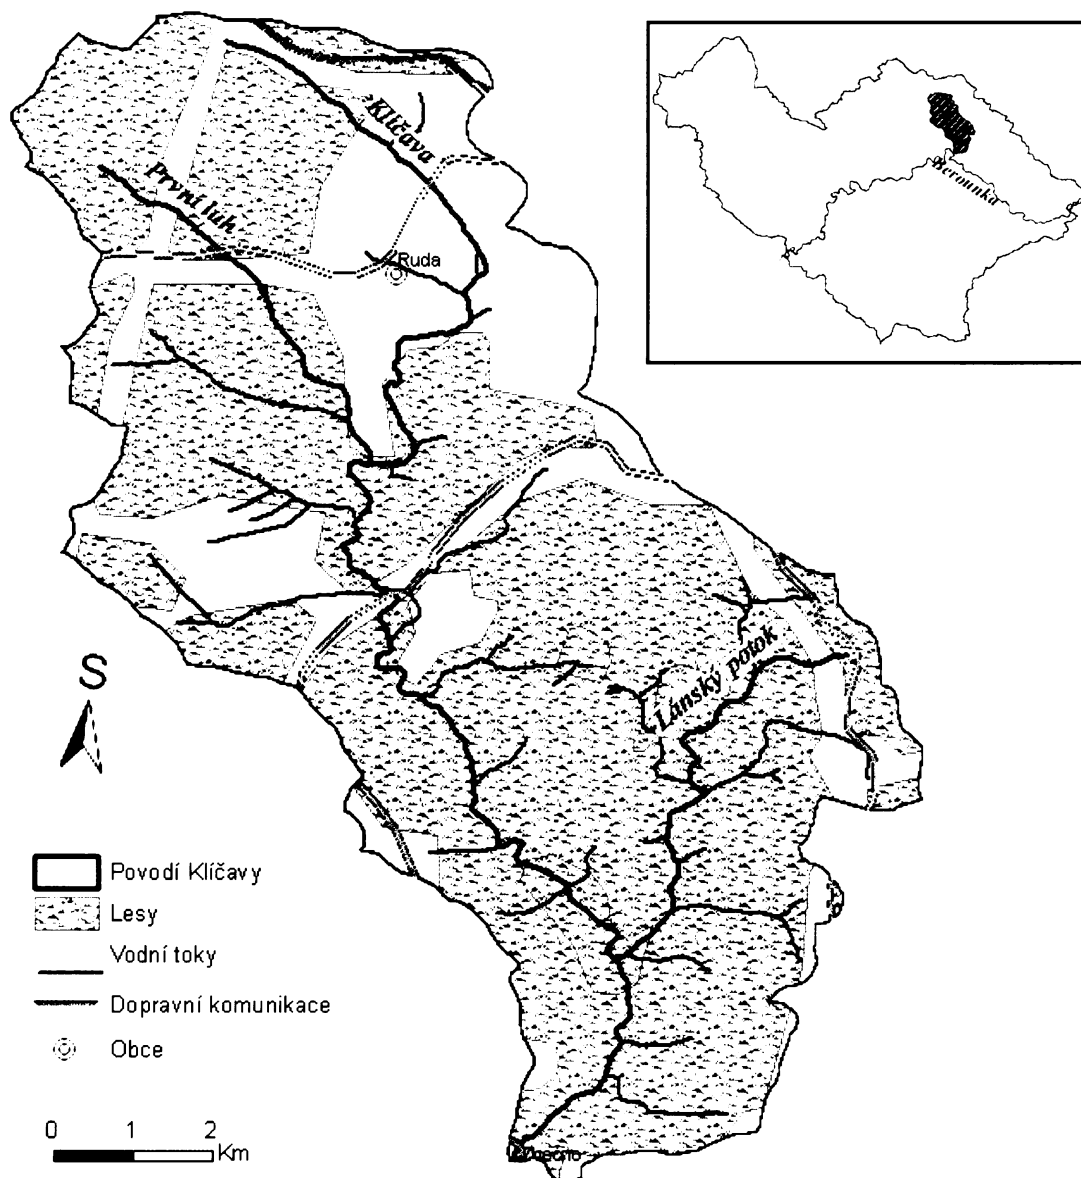 Klíčava
První luh
Berounka
Ruda
Lánský potok
S
Povodí Klíčavy
Lesy
Vodní toky
Dopravní komunikace
Obce
0 1 2
Km